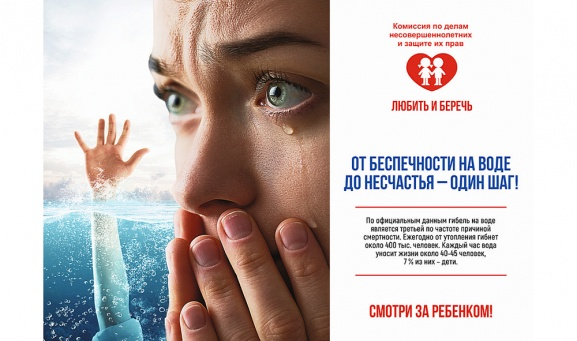 Комиссия по делам
несовершеннолетних
и защите их прав
ЛЮБИТЬ И БЕРЕЧЬ
ОТ БЕСПЕЧНОСТИ НА ВОДЕ
ДО НЕСЧАСТЬЯ – ОДИН ШАГ!
По официальным данным гибель на воде
является третьей по частоте причиной
смертности. Ежегодно от утопления гибнет
около 400 тыс. человек. Каждый час вода
уносит жизни около 40-45 человек,
7 % из них - дети.
СМОТРИ ЗА РЕБЕНКОМ!